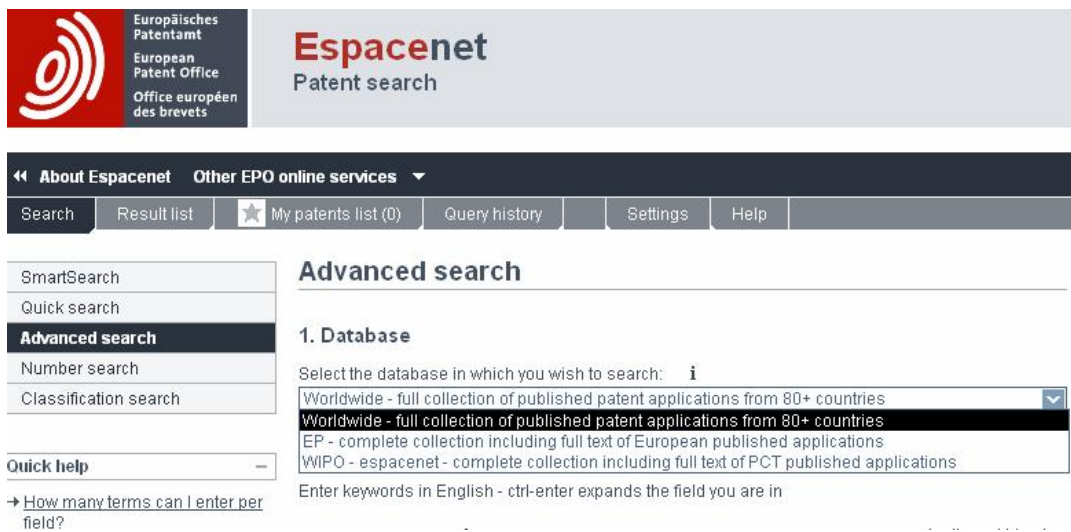 Europäisches
Patentamt
European
Patent Office
Office européen
des brevets
Espacenet
Patent search
About Espacenet Other EPO online services
Search Result list My patents list (0) Query history Settings Help
SmartSearch
Quick search
Advanced search
Number search
Classification search
Quick help
How many terms can I enter per
field?
Advanced search
1. Database
Select the database in which you wish to search: i
Worldwide - full collection of published patent applications from 80+ countries
Worldwide - full collection of published patent applications from 80+ countries
EP - complete collection including full text of European published applications
WIPO - espacenet - complete collection including full text of PCT published applications
Enter keywords in English - ctrl-enter expands the field you are in